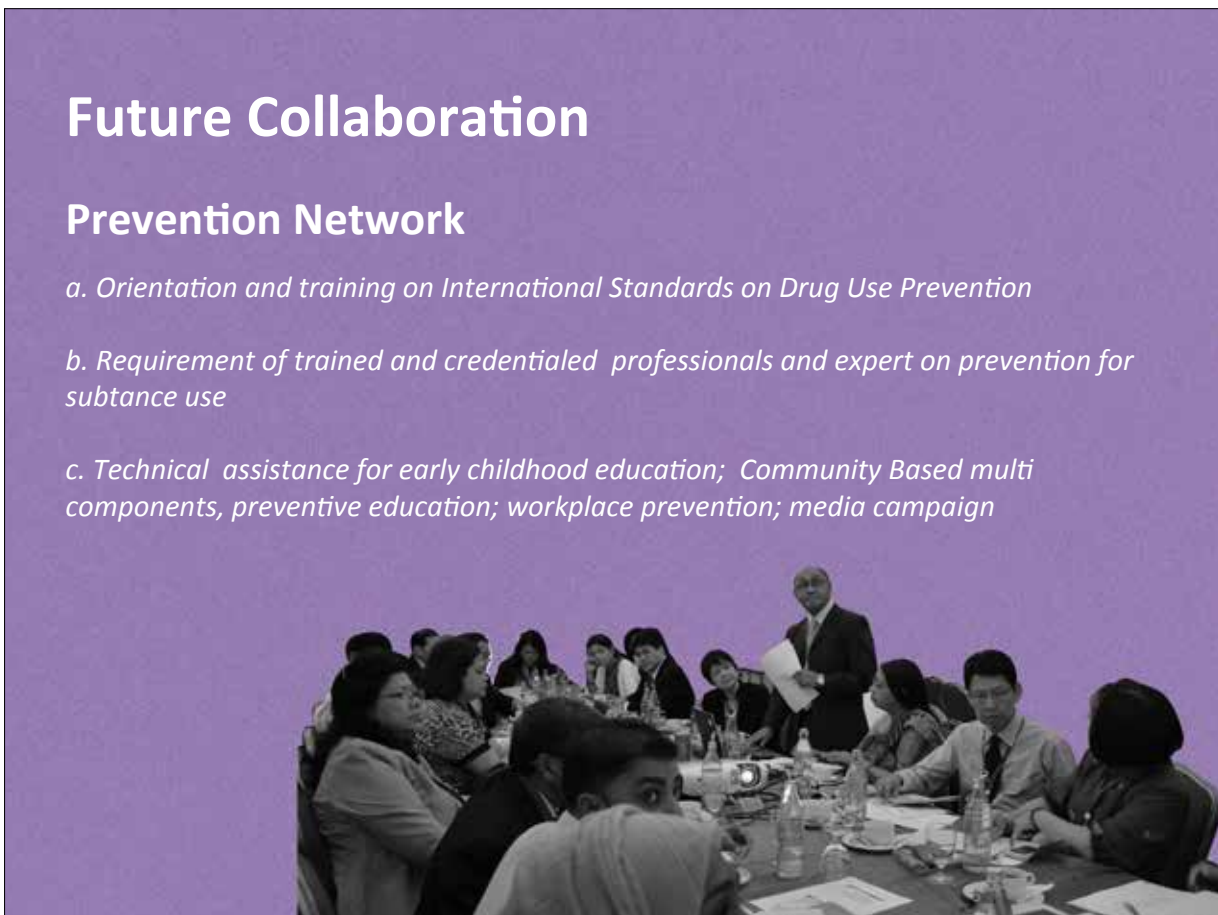 Future Collaboration
Prevention Network
a. Orientation and training on International Standards on Drug Use Prevention
b. Requirement of trained and credentialed  professionals and expert on prevention for
subtance use
c. Technical  assistance for early childhood education;  Community Based multi
components, preventive education; workplace prevention; media campaign